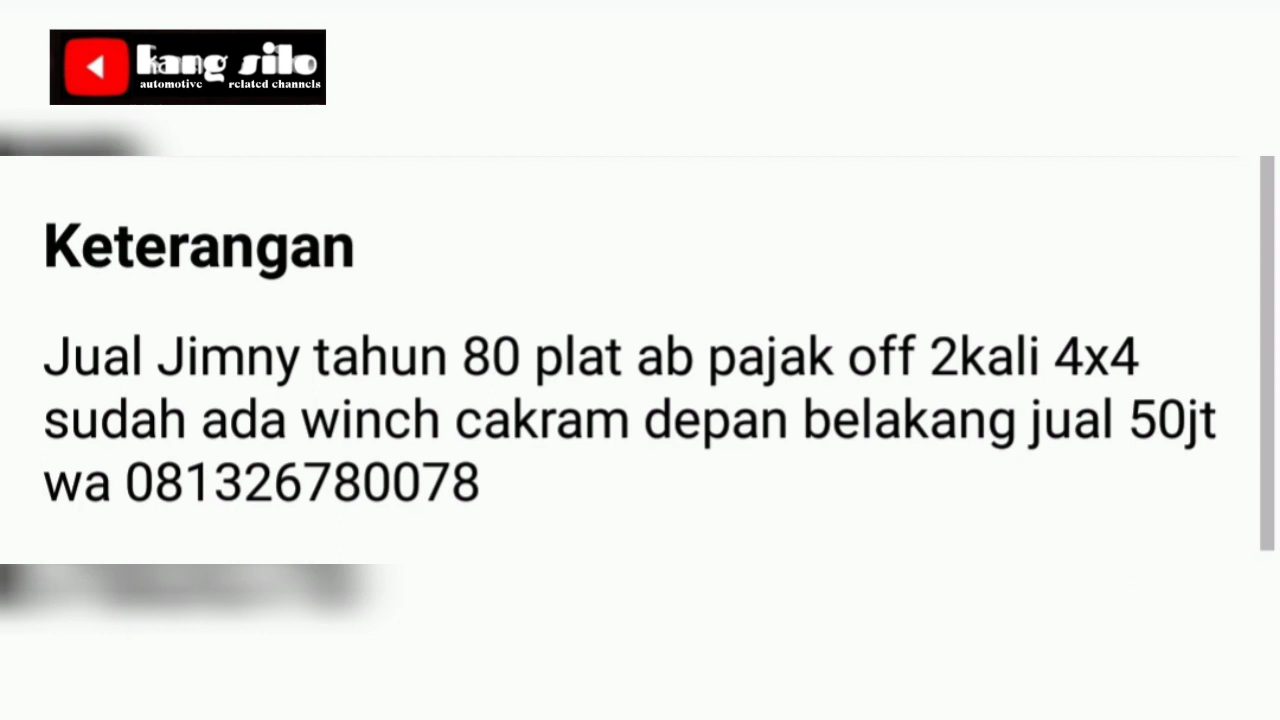 kang silo
automotive related channels
Keterangan
Jual Jimny tahun 80 plat ab pajak off 2kali 4x4
sudah ada winch cakram depan belakang jual 50jt
wa 081326780078